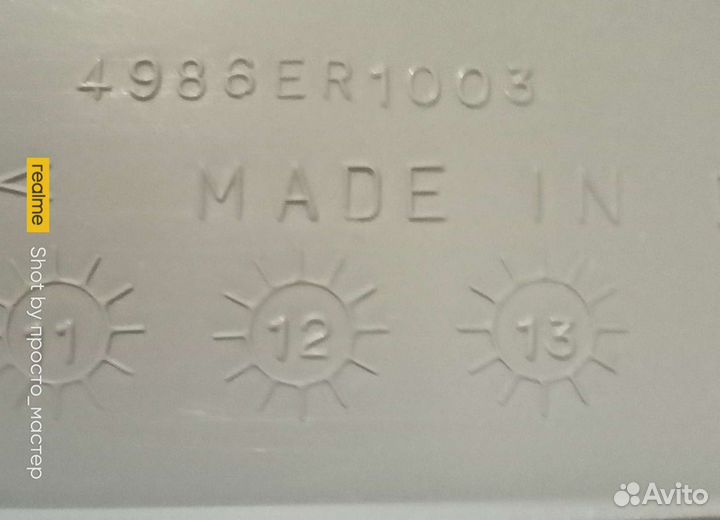 4986ER1003
MADE IN
11 12 13
realme
Shot by просто_мастер
Avito